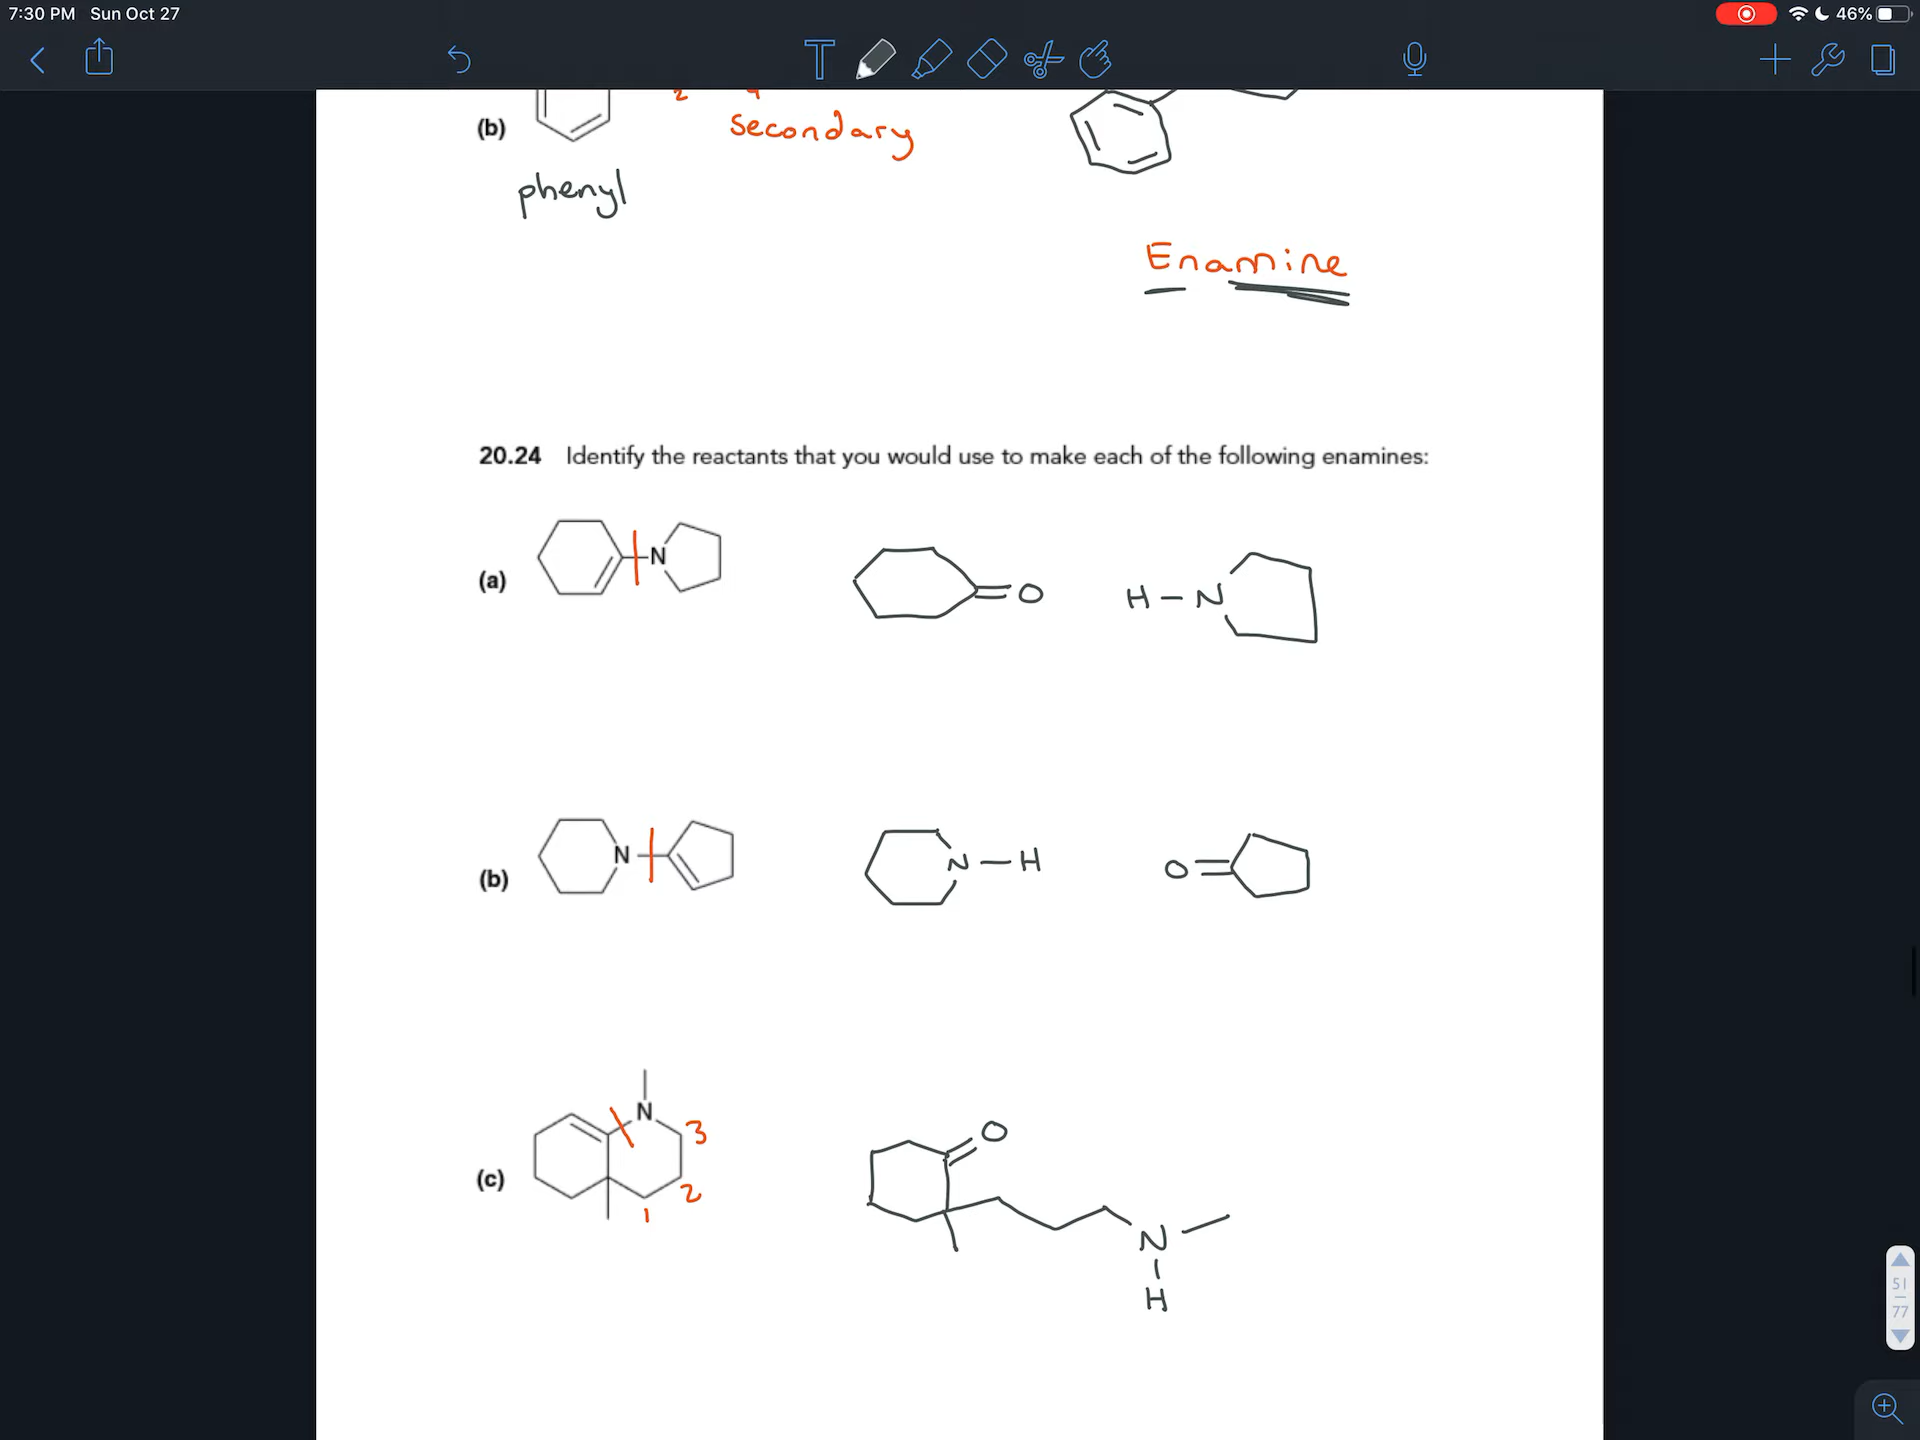 7:30 PM Sun Oct 27
46%
T
2
(b)
Secondary
phenyl
Enamine
20.24 Identify the reactants that you would use to make each of the following enamines:
(a)
N
O
H - N
(b)
N
N - H
O
(c)
N
3
2
1
O
N
H
51
77